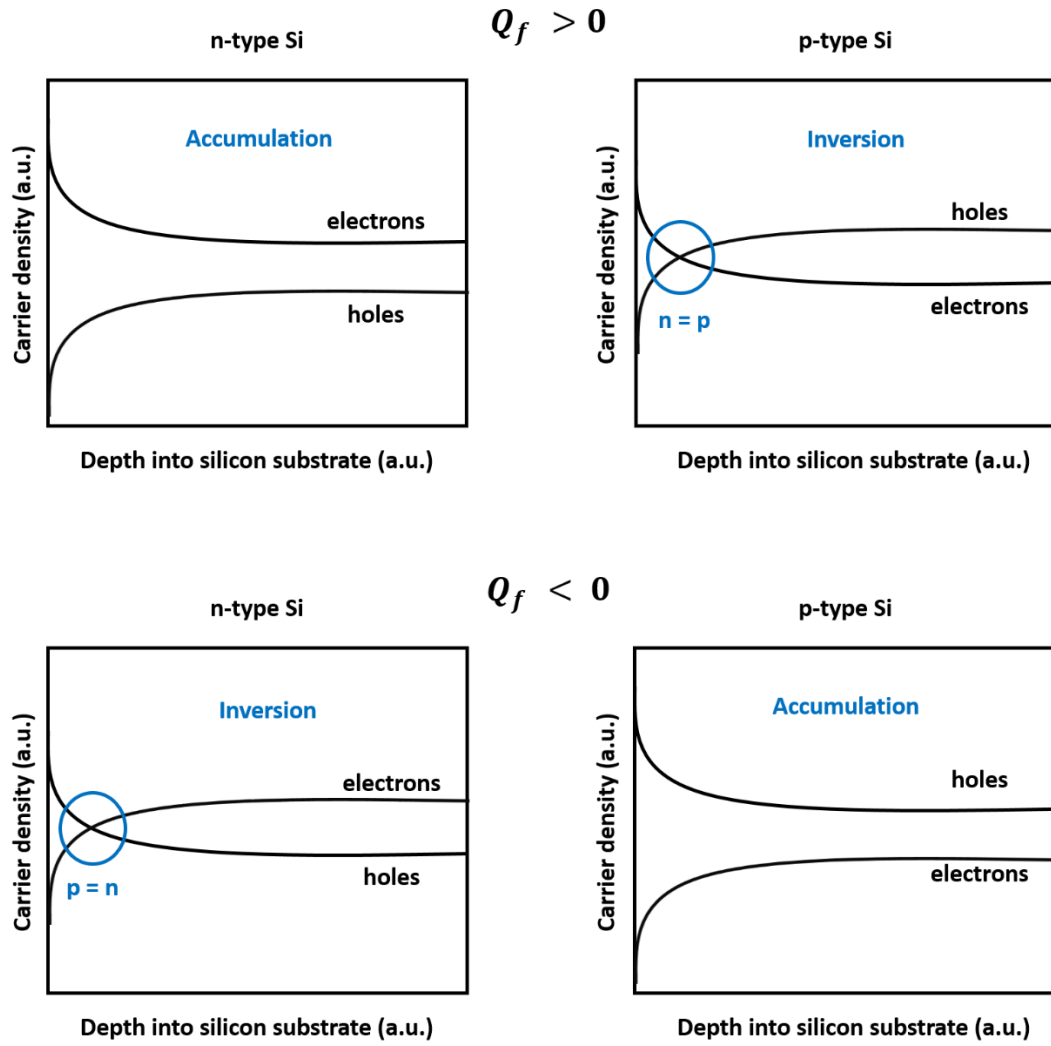 Q_f > 0
n-type Si
p-type Si
Carrier density (a.u.)
Accumulation
electrons
holes
Depth into silicon substrate (a.u.)
Carrier density (a.u.)
Inversion
holes
n = p
electrons
Depth into silicon substrate (a.u.)
Q_f < 0
n-type Si
p-type Si
Carrier density (a.u.)
Inversion
electrons
p = n
holes
Depth into silicon substrate (a.u.)
Carrier density (a.u.)
Accumulation
holes
electrons
Depth into silicon substrate (a.u.)